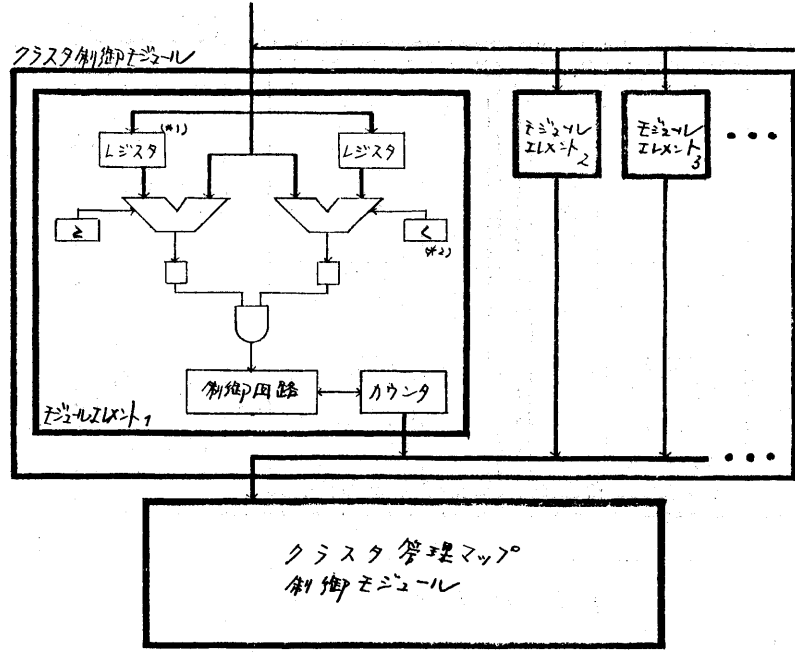 クラスタ制御モジュール
レジスタ
(*1)
レジスタ
モジュール
エレメント2
モジュール
エレメント3
≥
<
(*2)
制御回路
カウンタ
モジュールエレメント1
クラスタ管理マップ
制御モジュール